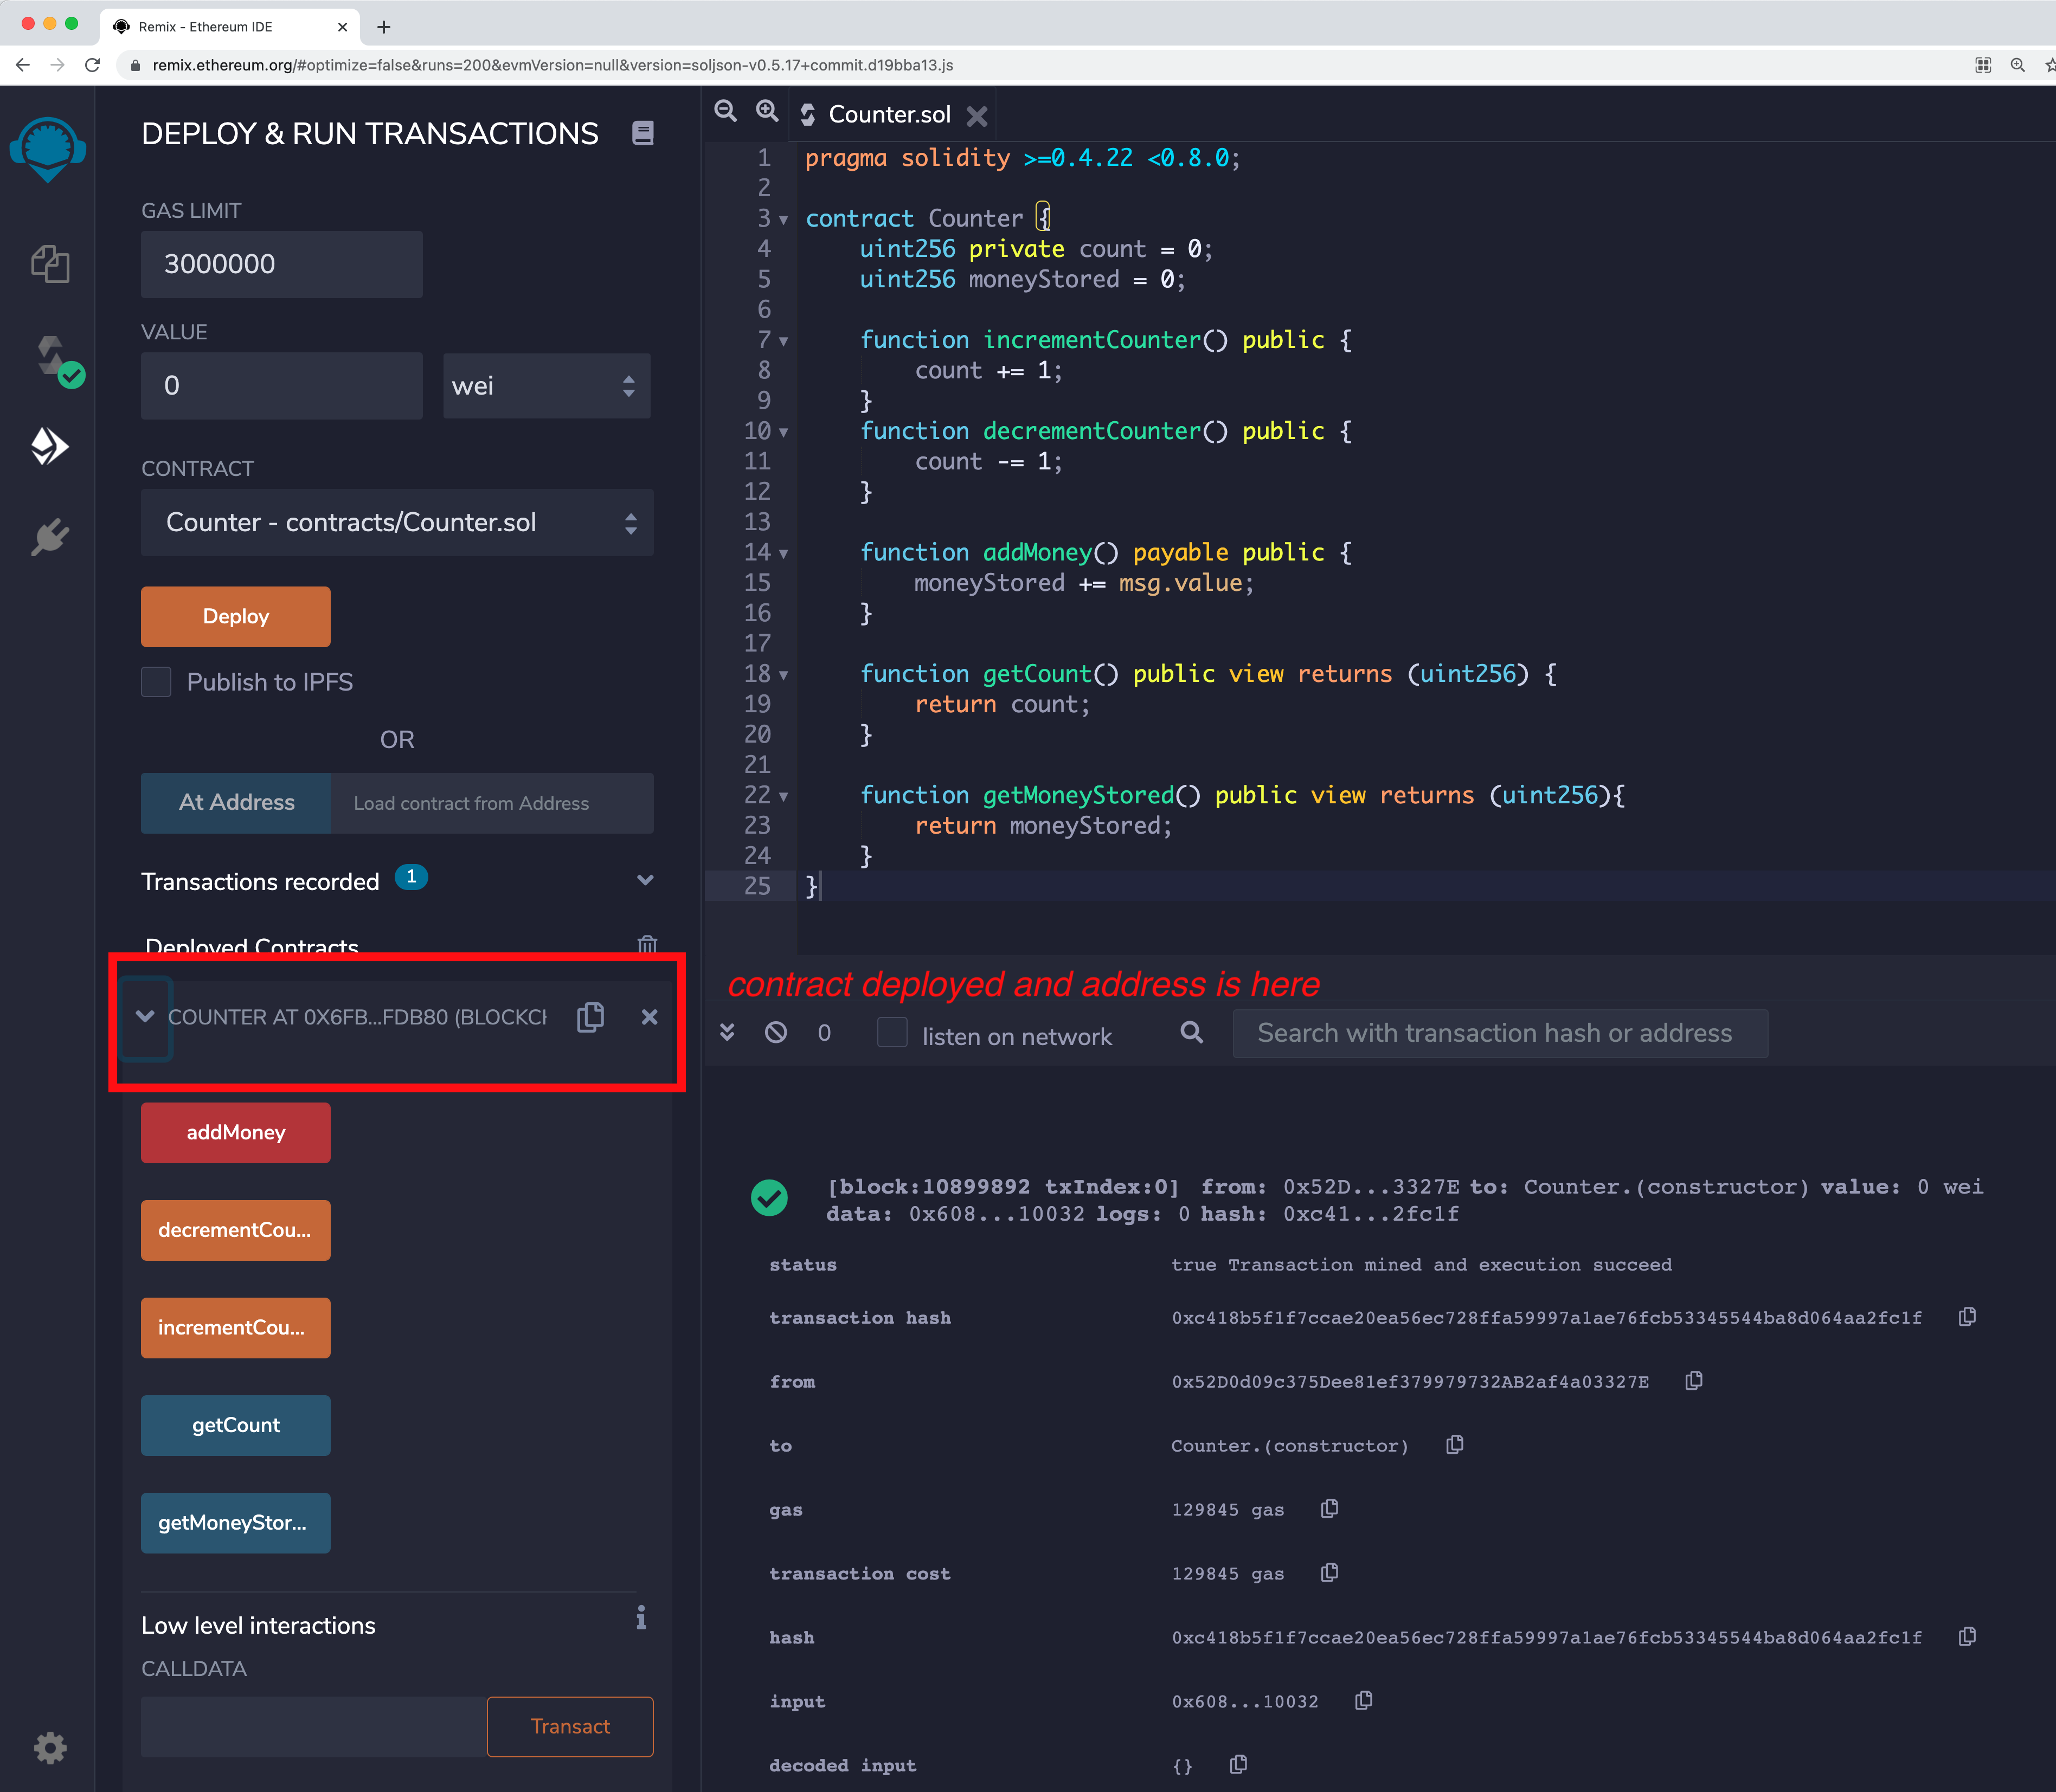 Remix - Ethereum IDE
remix.ethereum.org/#optimize=false&runs=200&evmVersion=null&version=soljson-v0.5.17+commit.d19bba13.js
DEPLOY & RUN TRANSACTIONS
GAS LIMIT
3000000
VALUE
0
wei
CONTRACT
Counter - contracts/Counter.sol
Deploy
Publish to IPFS
OR
At Address
Load contract from Address
Transactions recorded 1
Deployed Contracts
COUNTER AT 0X6FB...FDB80 (BLOCKCH
addMoney
decrementCou...
incrementCou...
getCount
getMoneyStor...
Low level interactions
CALLDATA
Transact
Counter.sol
1 pragma solidity >=0.4.22 <0.8.0;
2
3 contract Counter {
4 uint256 private count = 0;
5 uint256 moneyStored = 0;
6
7 function incrementCounter() public {
8 count += 1;
9 }
10 function decrementCounter() public {
11 count -= 1;
12 }
13
14 function addMoney() payable public {
15 moneyStored += msg.value;
16 }
17
18 function getCount() public view returns (uint256) {
19 return count;
20 }
21
22 function getMoneyStored() public view returns (uint256){
23 return moneyStored;
24 }
25 }
contract deployed and address is here
0
listen on network
Search with transaction hash or address
[block:10899892 txIndex:0] from: 0x52D...3327E to: Counter.(constructor) value: 0 wei
data: 0x608...10032 logs: 0 hash: 0xc41...2fc1f
status true Transaction mined and execution succeed
transaction hash 0xc418b5f1f7ccae20ea56ec728ffa59997a1ae76fcb53345544ba8d064aa2fc1f
from 0x52D0d09c375Dee81ef379979732AB2af4a03327E
to Counter.(constructor)
gas 129845 gas
transaction cost 129845 gas
hash 0xc418b5f1f7ccae20ea56ec728ffa59997a1ae76fcb53345544ba8d064aa2fc1f
input 0x608...10032
decoded input {}